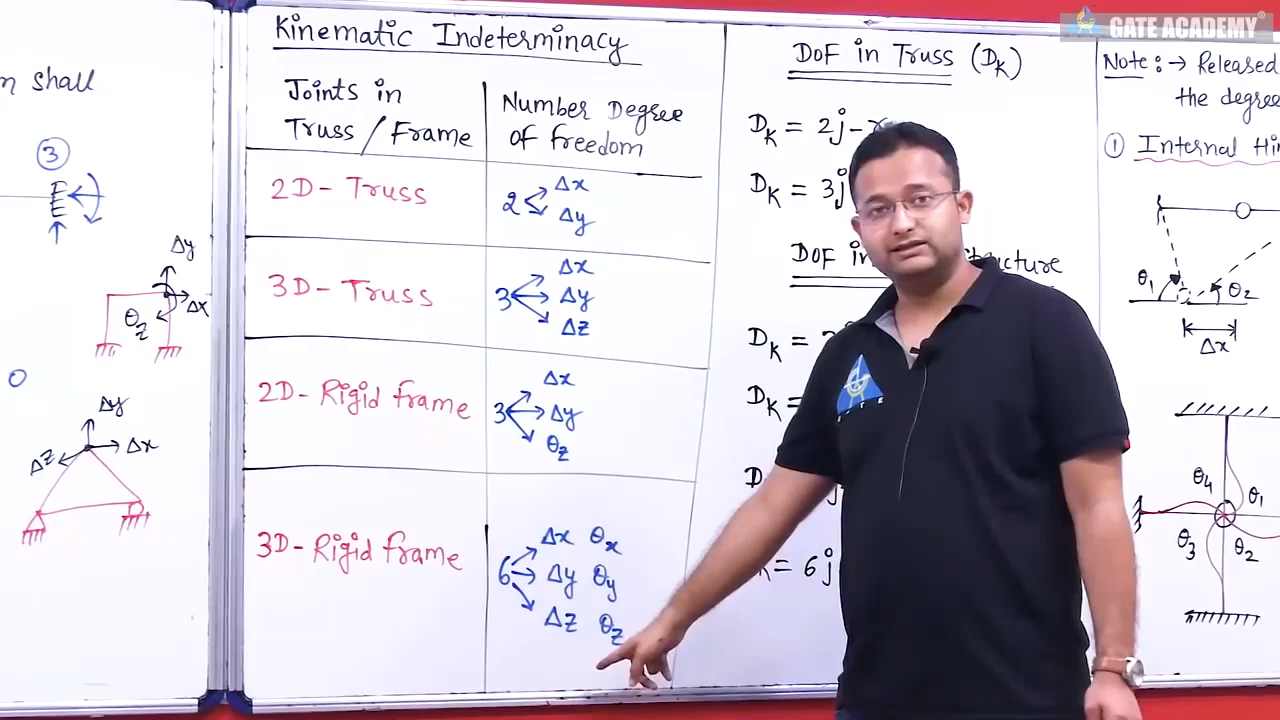 GATE ACADEMY
m shall
3
Δy
Δx
θz
0
Δy
Δx
Δz
Kinematic Indeterminacy
Joints in
Truss / Frame
Number Degree
of freedom
2D- Truss
2
Δx
Δy
3D- Truss
3
Δx
Δy
Δz
2D- Rigid frame
3
Δx
Δy
θz
3D- Rigid frame
6
Δx θx
Δy θy
Δz θz
DoF in Truss (DK)
DK = 2j -
DK = 3j
DoF in
DK =
DK =
= 6j
Note :→ Released
the degree
① Internal
θ1
θ2
Δx
θ4
θ1
θ3
θ2